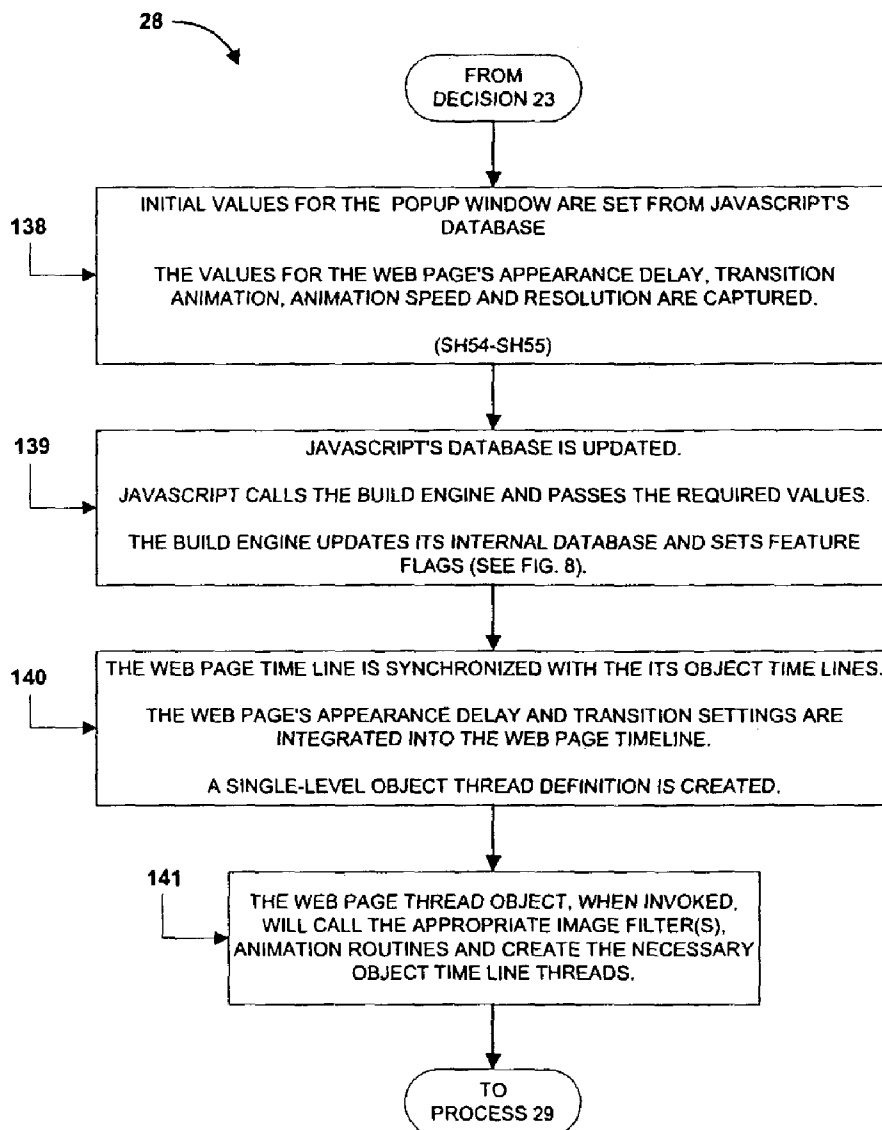 28
FROM
DECISION 23
138
INITIAL VALUES FOR THE POPUP WINDOW ARE SET FROM JAVASCRIPT'S
DATABASE
THE VALUES FOR THE WEB PAGE'S APPEARANCE DELAY, TRANSITION
ANIMATION, ANIMATION SPEED AND RESOLUTION ARE CAPTURED.
(SH54-SH55)
139
JAVASCRIPT'S DATABASE IS UPDATED.
JAVASCRIPT CALLS THE BUILD ENGINE AND PASSES THE REQUIRED VALUES.
THE BUILD ENGINE UPDATES ITS INTERNAL DATABASE AND SETS FEATURE
FLAGS (SEE FIG. 8).
140
THE WEB PAGE TIME LINE IS SYNCHRONIZED WITH THE ITS OBJECT TIME LINES.
THE WEB PAGE'S APPEARANCE DELAY AND TRANSITION SETTINGS ARE
INTEGRATED INTO THE WEB PAGE TIMELINE.
A SINGLE-LEVEL OBJECT THREAD DEFINITION IS CREATED.
141
THE WEB PAGE THREAD OBJECT, WHEN INVOKED,
WILL CALL THE APPROPRIATE IMAGE FILTER(S),
ANIMATION ROUTINES AND CREATE THE NECESSARY
OBJECT TIME LINE THREADS.
TO
PROCESS 29